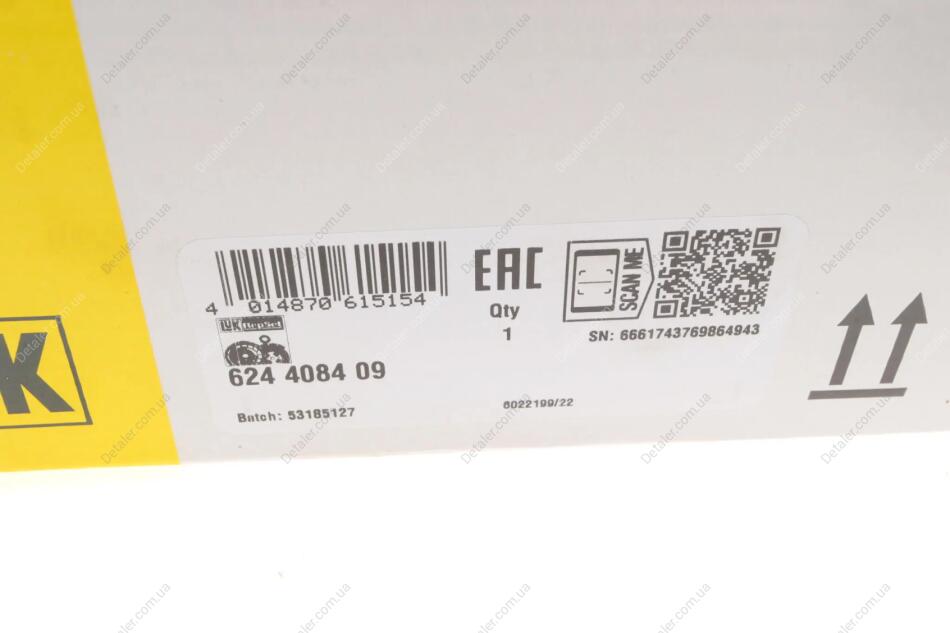 4 014870 615154
EAC
Qty
1
SCAN ME
SN: 6661743769864943
LUK
624 4084 09
Batch: 53185127
6022199/22
K
Detaler.com.ua